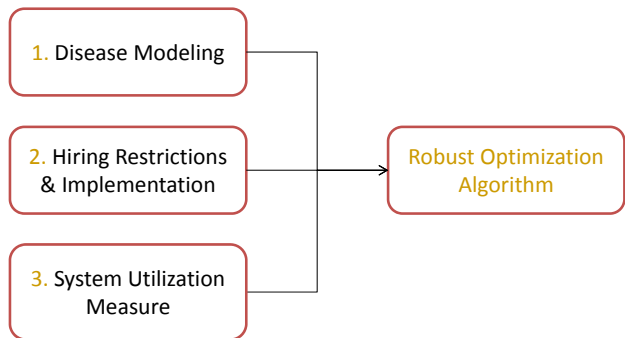 1. Disease Modeling
2. Hiring Restrictions
& Implementation
Robust Optimization
Algorithm
3. System Utilization
Measure